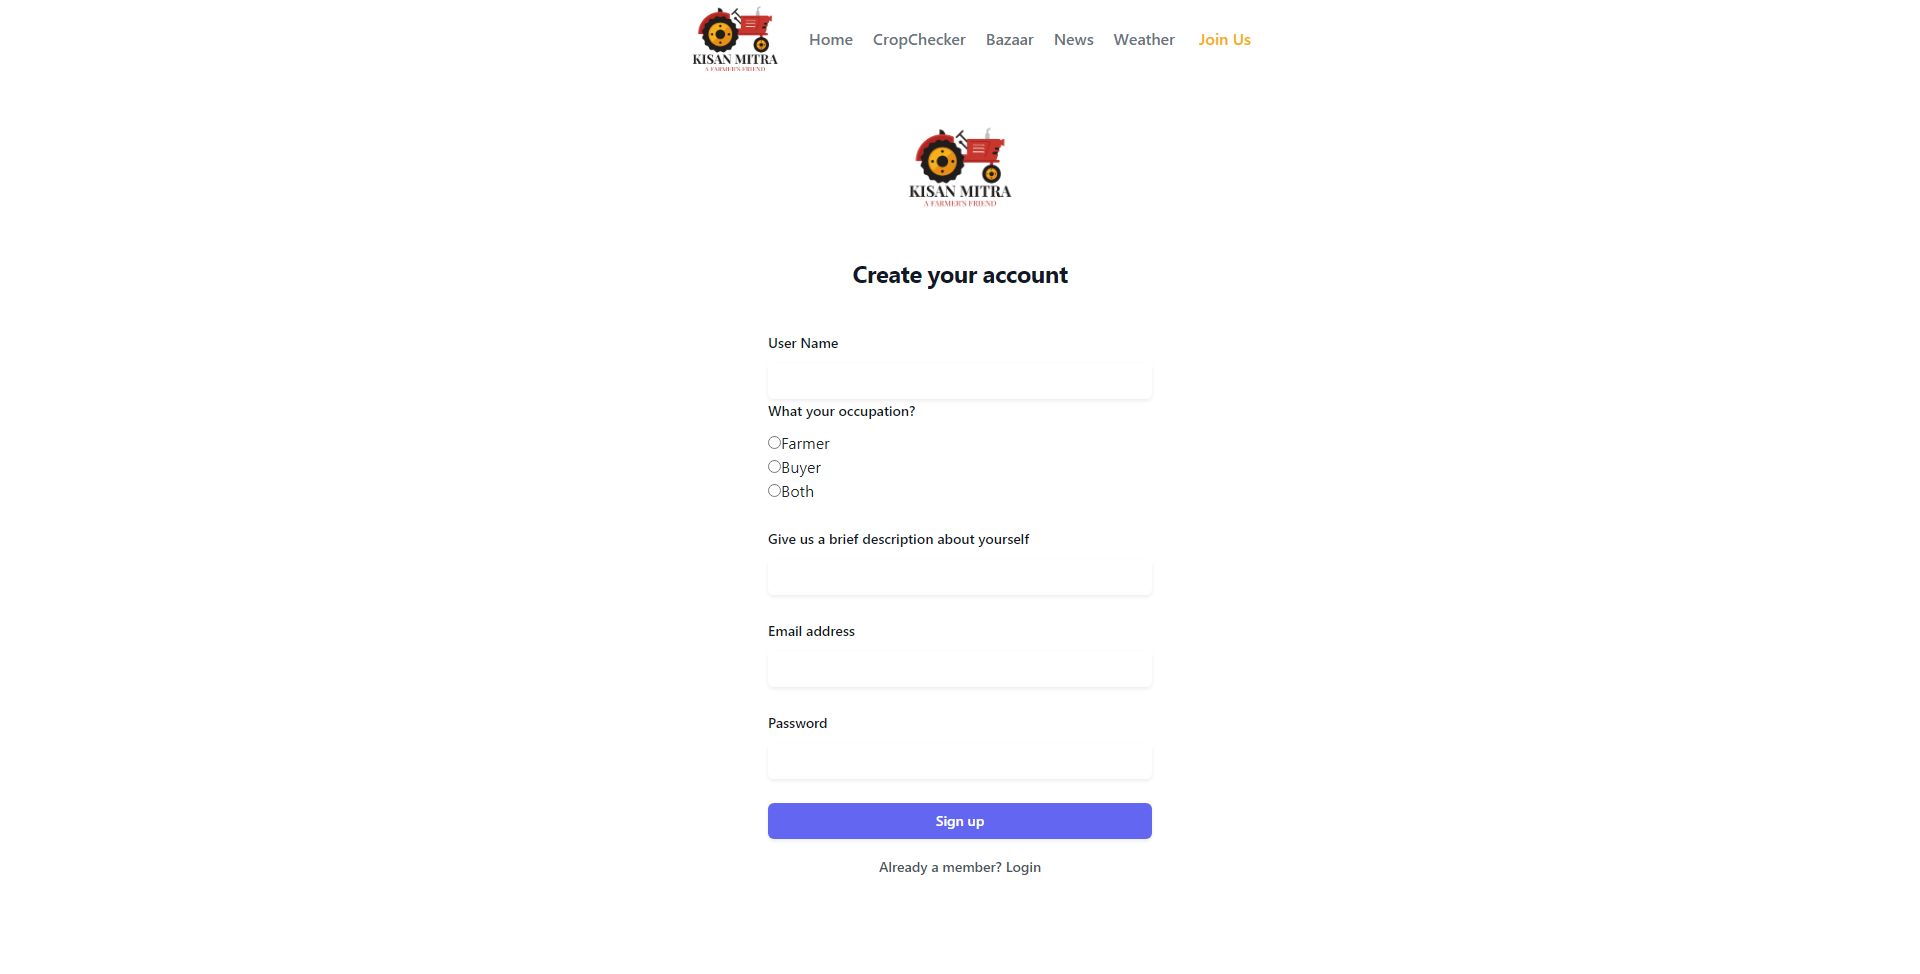 KISAN MITRA
A FARMER'S FRIEND
Home CropChecker Bazaar News Weather Join Us
KISAN MITRA
A FARMER'S FRIEND
Create your account
User Name
What your occupation?
Farmer
Buyer
Both
Give us a brief description about yourself
Email address
Password
Sign up
Already a member? Login